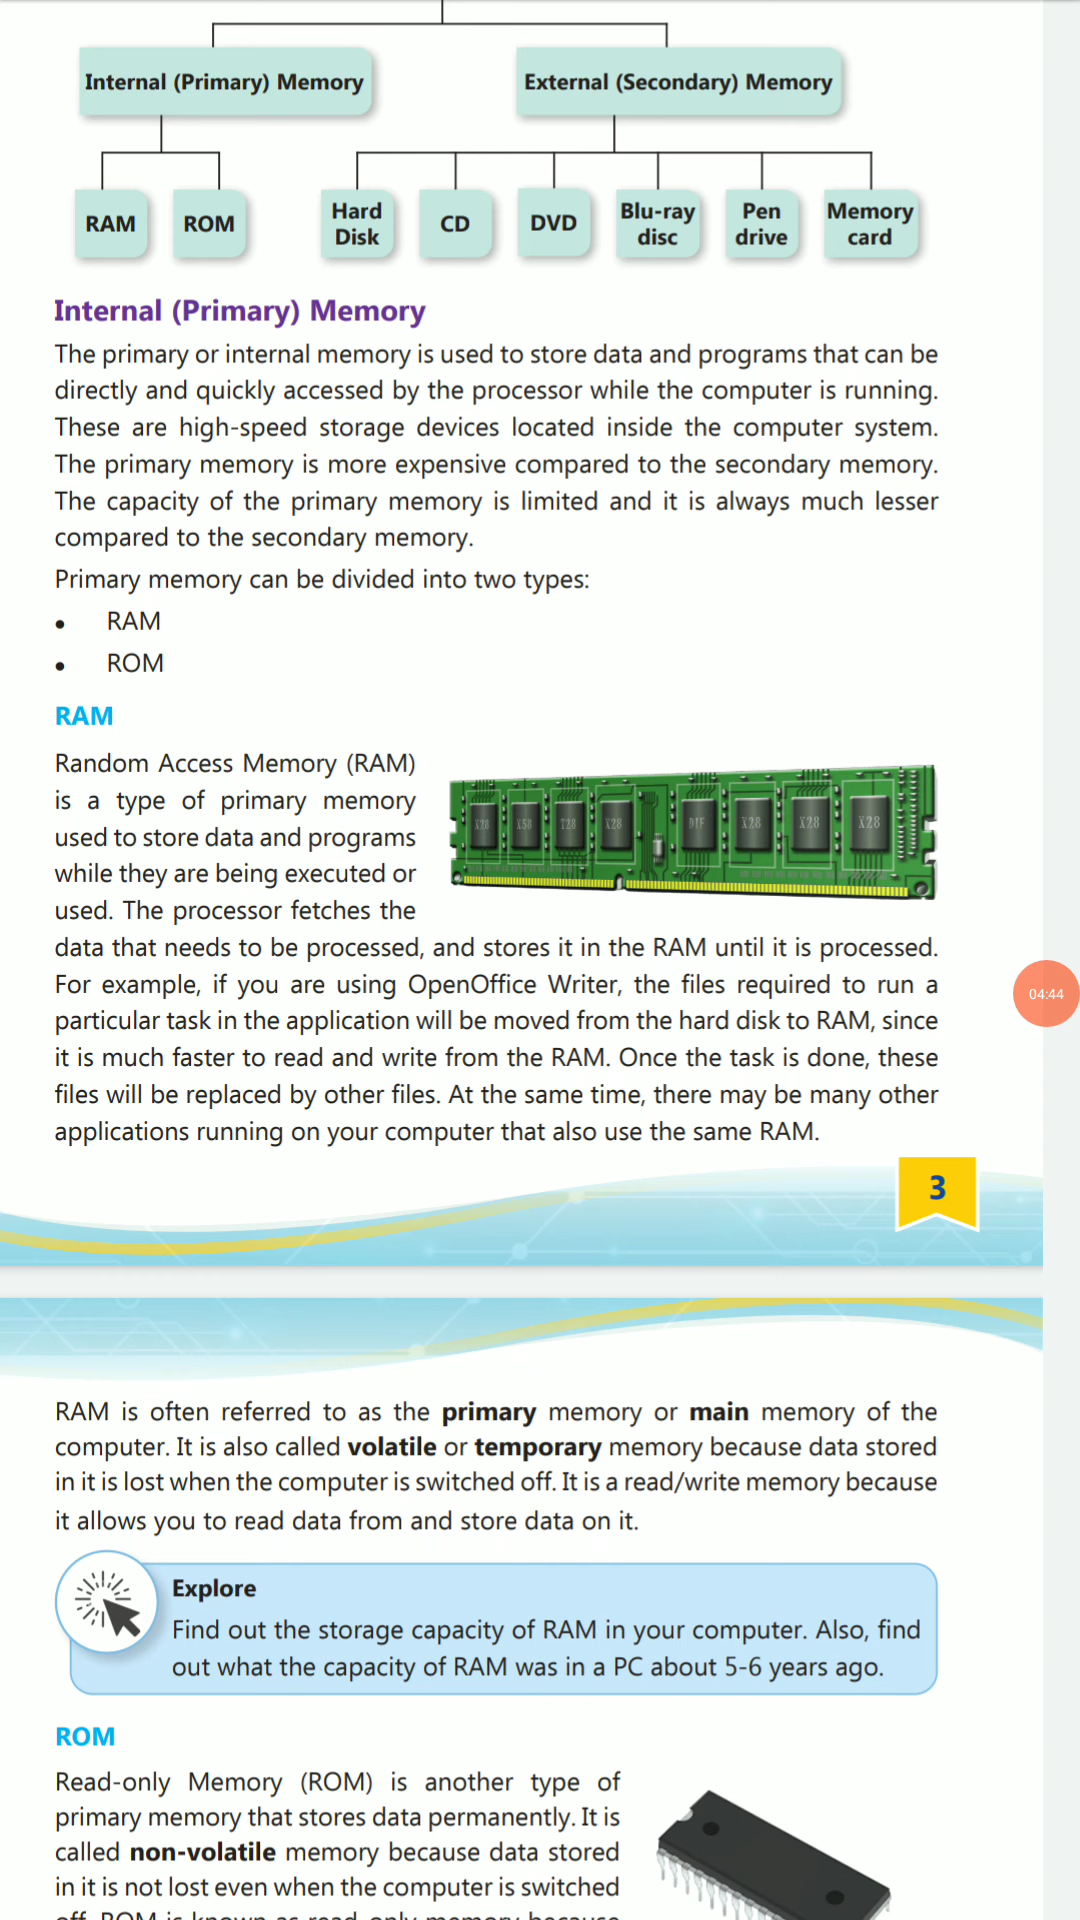 Internal (Primary) Memory
External (Secondary) Memory
RAM
ROM
Hard
Disk
CD
DVD
Blu-ray
disc
Pen
drive
Memory
card
Internal (Primary) Memory
The primary or internal memory is used to store data and programs that can be
directly and quickly accessed by the processor while the computer is running.
These are high-speed storage devices located inside the computer system.
The primary memory is more expensive compared to the secondary memory.
The capacity of the primary memory is limited and it is always much lesser
compared to the secondary memory.
Primary memory can be divided into two types:
• RAM
• ROM
RAM
Random Access Memory (RAM)
is a type of primary memory
used to store data and programs
while they are being executed or
used. The processor fetches the
X28 X58 T28 X28 X28 X28 X28
data that needs to be processed, and stores it in the RAM until it is processed.
For example, if you are using OpenOffice Writer, the files required to run a
particular task in the application will be moved from the hard disk to RAM, since
it is much faster to read and write from the RAM. Once the task is done, these
files will be replaced by other files. At the same time, there may be many other
applications running on your computer that also use the same RAM.
04:44
3
RAM is often referred to as the primary memory or main memory of the
computer. It is also called volatile or temporary memory because data stored
in it is lost when the computer is switched off. It is a read/write memory because
it allows you to read data from and store data on it.
Explore
Find out the storage capacity of RAM in your computer. Also, find
out what the capacity of RAM was in a PC about 5-6 years ago.
ROM
Read-only Memory (ROM) is another type of
primary memory that stores data permanently. It is
called non-volatile memory because data stored
in it is not lost even when the computer is switched
off. ROM is known as read-only memory because